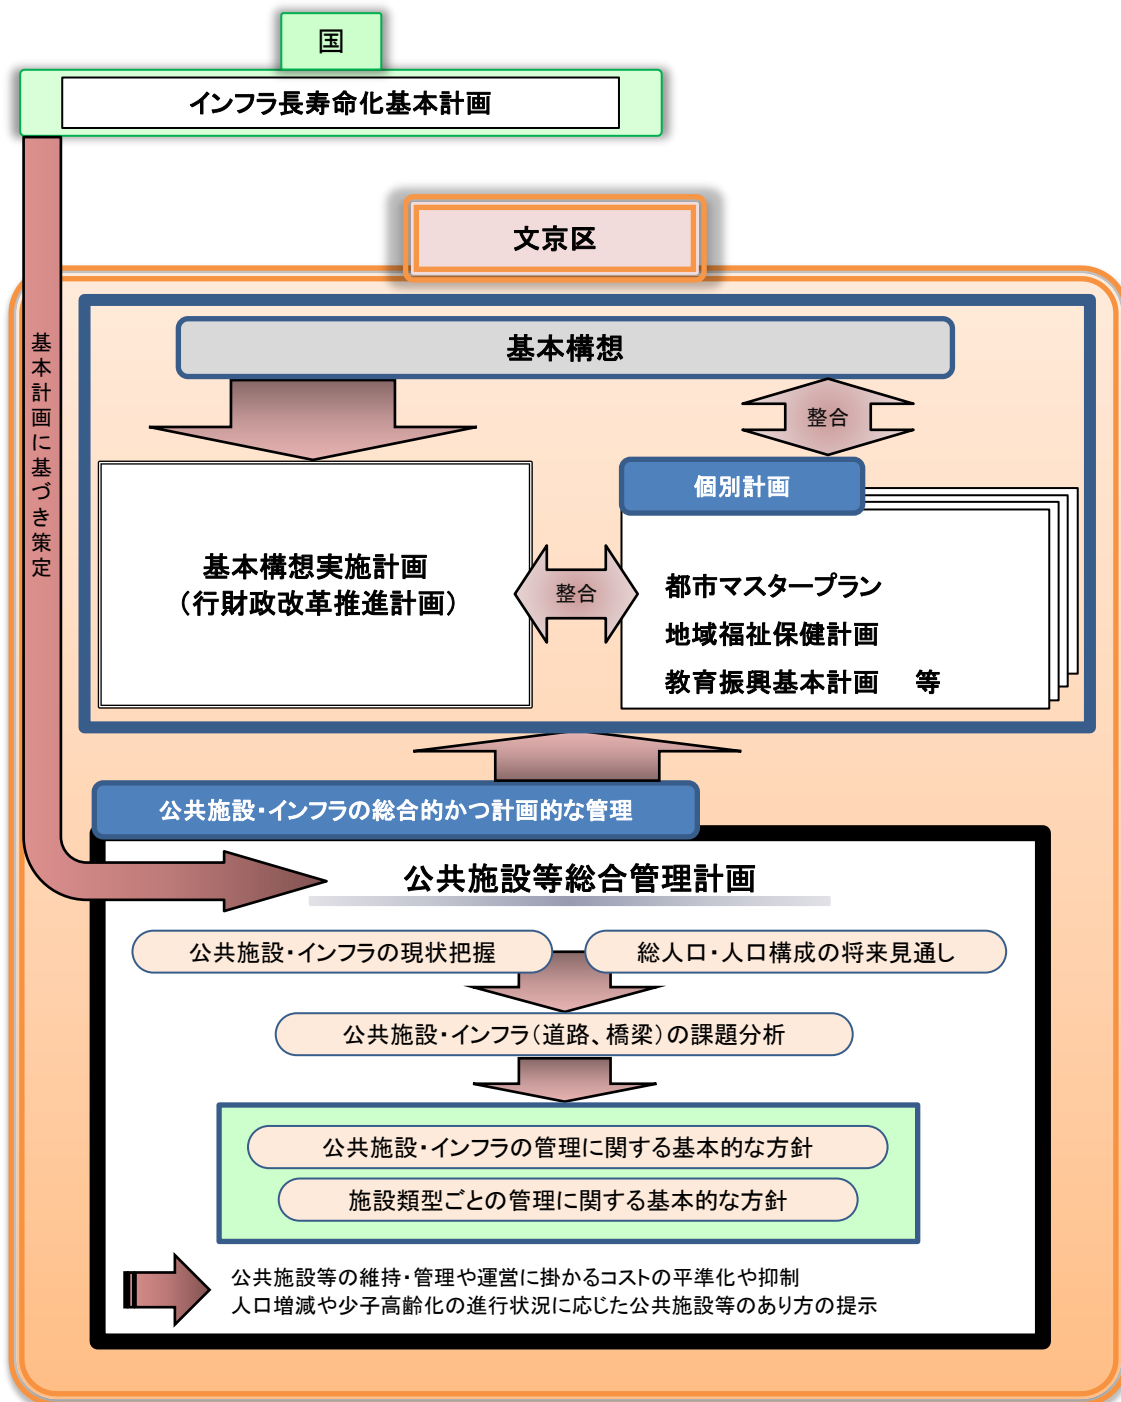 国
インフラ長寿命化基本計画
文京区
基本計画に基づき策定
基本構想
整合
個別計画
基本構想実施計画
（行財政改革推進計画）
整合
都市マスタープラン
地域福祉保健計画
教育振興基本計画　等
公共施設・インフラの総合的かつ計画的な管理
公共施設等総合管理計画
公共施設・インフラの現状把握
総人口・人口構成の将来見通し
公共施設・インフラ（道路、橋梁）の課題分析
公共施設・インフラの管理に関する基本的な方針
施設類型ごとの管理に関する基本的な方針
公共施設等の維持・管理や運営に掛かるコストの平準化や抑制
人口増減や少子高齢化の進行状況に応じた公共施設等のあり方の提示